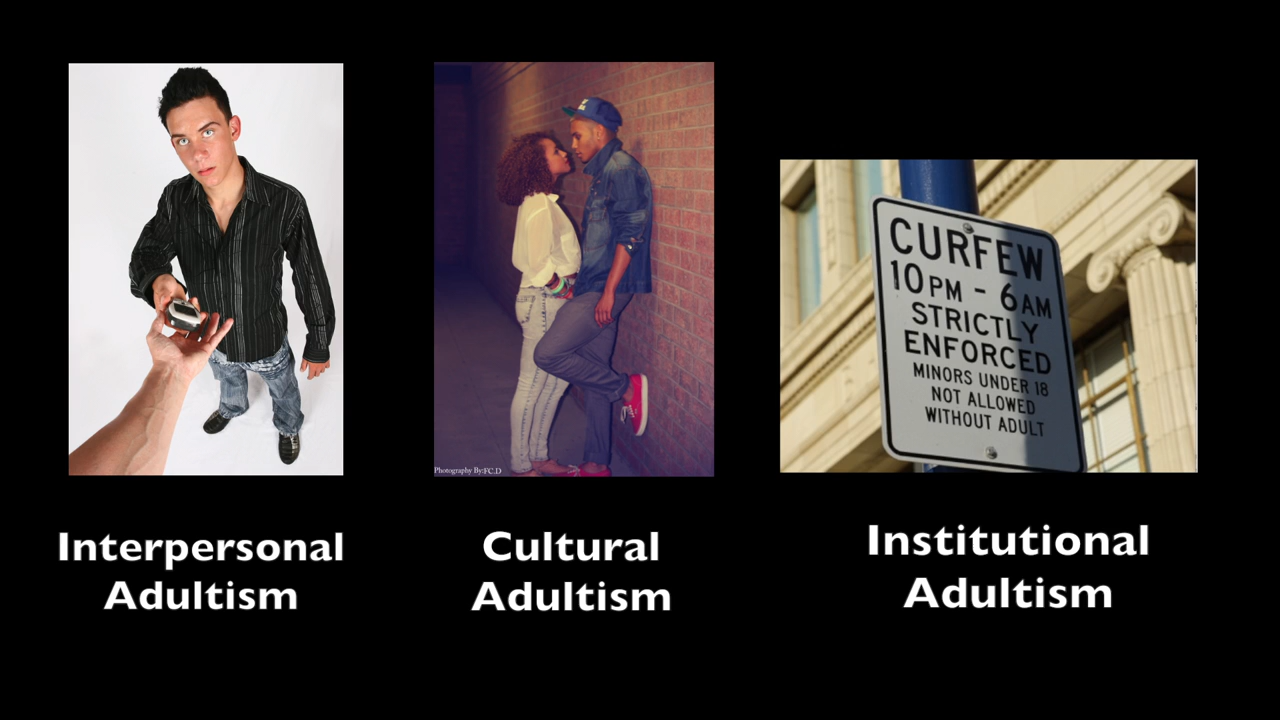 Photography By:FC.D
CURFEW
10PM - 6AM
STRICTLY
ENFORCED
MINORS UNDER 18
NOT ALLOWED
WITHOUT ADULT
Interpersonal
Adultism
Cultural
Adultism
Institutional
Adultism